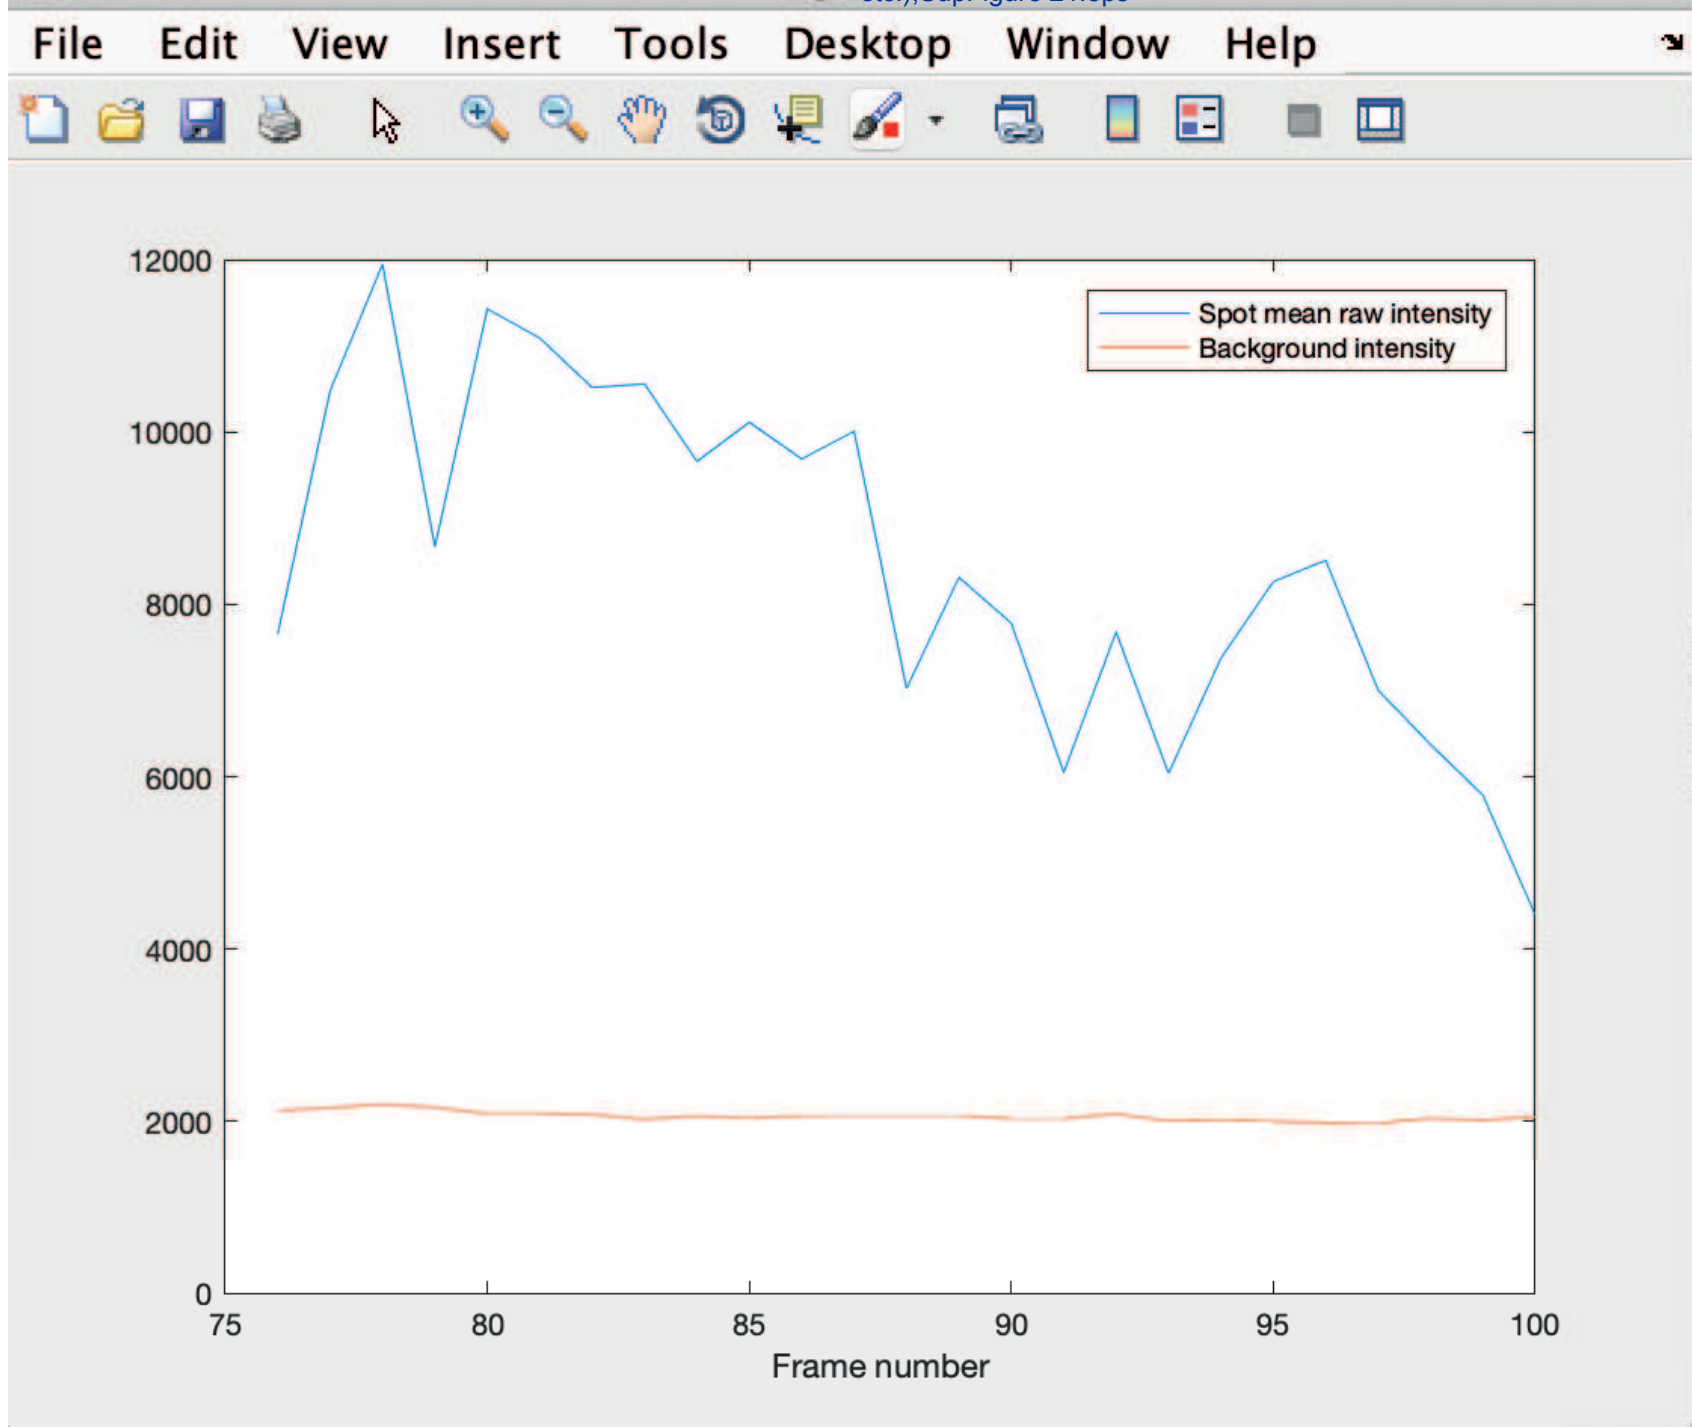 File Edit View Insert Tools Desktop Window Help
12000
10000
8000
6000
4000
2000
0
Spot mean raw intensity
Background intensity
75 80 85 90 95 100
Frame number